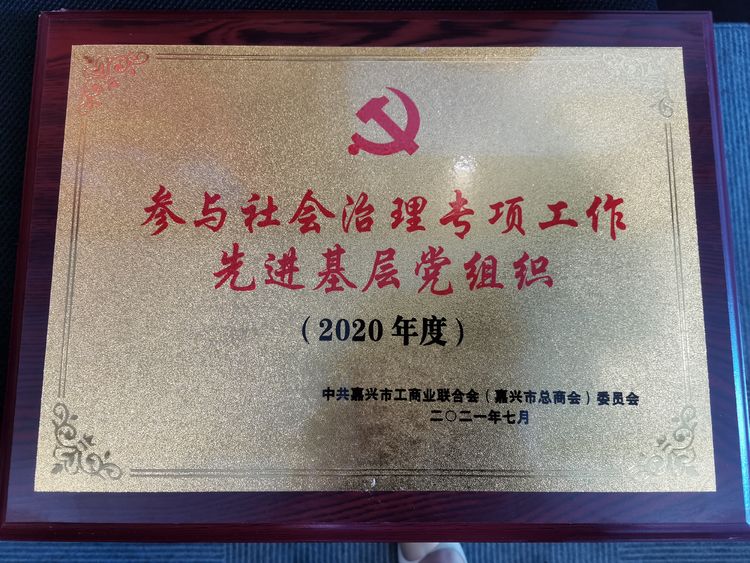 参与社会治理专项工作
先进基层党组织
（2020年度）
中共嘉兴市工商业联合会（嘉兴市总商会）委员会
二〇二一年七月